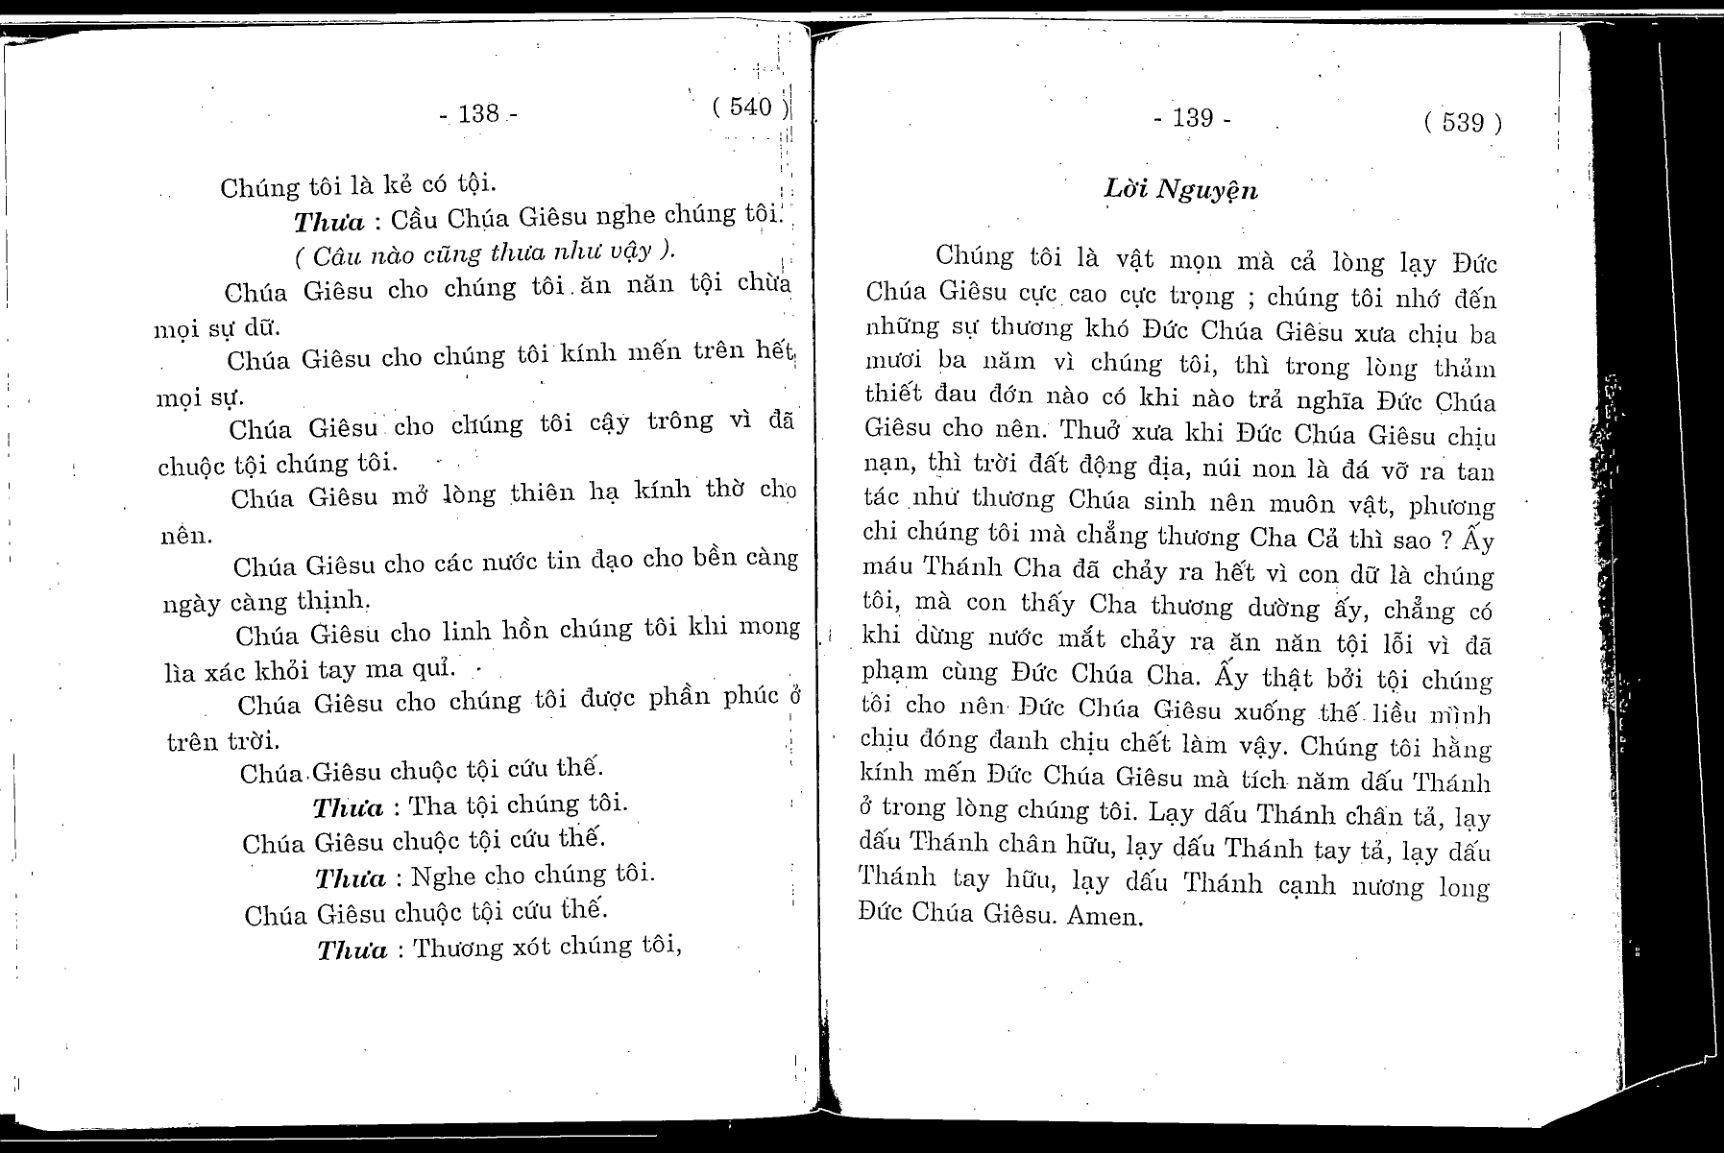 - 138 -
( 540 )
Chúng tôi là kẻ có tội.
Thưa : Cầu Chúa Giêsu nghe chúng tôi.
( Câu nào cũng thưa như vậy ).
Chúa Giêsu cho chúng tôi ăn năn tội chừa
mọi sự dữ.
Chúa Giêsu cho chúng tôi kính mến trên hết
mọi sự.
Chúa Giêsu cho chúng tôi cậy trông vì đã
chuộc tội chúng tôi.
Chúa Giêsu mở lòng thiên hạ kính thờ cho
nên.
Chúa Giêsu cho các nước tin đạo cho bền càng
ngày càng thịnh.
Chúa Giêsu cho linh hồn chúng tôi khi mong
lìa xác khỏi tay ma quỉ.
Chúa Giêsu cho chúng tôi được phần phúc ở
trên trời.
Chúa Giêsu chuộc tội cứu thế.
Thưa : Tha tội chúng tôi.
Chúa Giêsu chuộc tội cứu thế.
Thưa : Nghe cho chúng tôi.
Chúa Giêsu chuộc tội cứu thế.
Thưa : Thương xót chúng tôi,
- 139 -
( 539 )
Lời Nguyện
Chúng tôi là vật mọn mà cả lòng lạy Đức
Chúa Giêsu cực cao cực trọng ; chúng tôi nhớ đến
những sự thương khó Đức Chúa Giêsu xưa chịu ba
mươi ba năm vì chúng tôi, thì trong lòng thảm
thiết đau đớn nào có khi nào trả nghĩa Đức Chúa
Giêsu cho nên. Thuở xưa khi Đức Chúa Giêsu chịu
nạn, thì trời đất động địa, núi non là đá vỡ ra tan
tác như thương Chúa sinh nên muôn vật, phương
chi chúng tôi mà chẳng thương Cha Cả thì sao ? Ấy
máu Thánh Cha đã chảy ra hết vì con dữ là chúng
tôi, mà con thấy Cha thương dường ấy, chẳng có
khi dừng nước mắt chảy ra ăn năn tội lỗi vì đã
phạm cùng Đức Chúa Cha. Ấy thật bởi tội chúng
tôi cho nên Đức Chúa Giêsu xuống thế liều mình
chịu đóng đanh chịu chết làm vậy. Chúng tôi hằng
kính mến Đức Chúa Giêsu mà tích năm dấu Thánh
ở trong lòng chúng tôi. Lạy dấu Thánh chân tả, lạy
dấu Thánh chân hữu, lạy dấu Thánh tay tả, lạy dấu
Thánh tay hữu, lạy dấu Thánh cạnh nương long
Đức Chúa Giêsu. Amen.